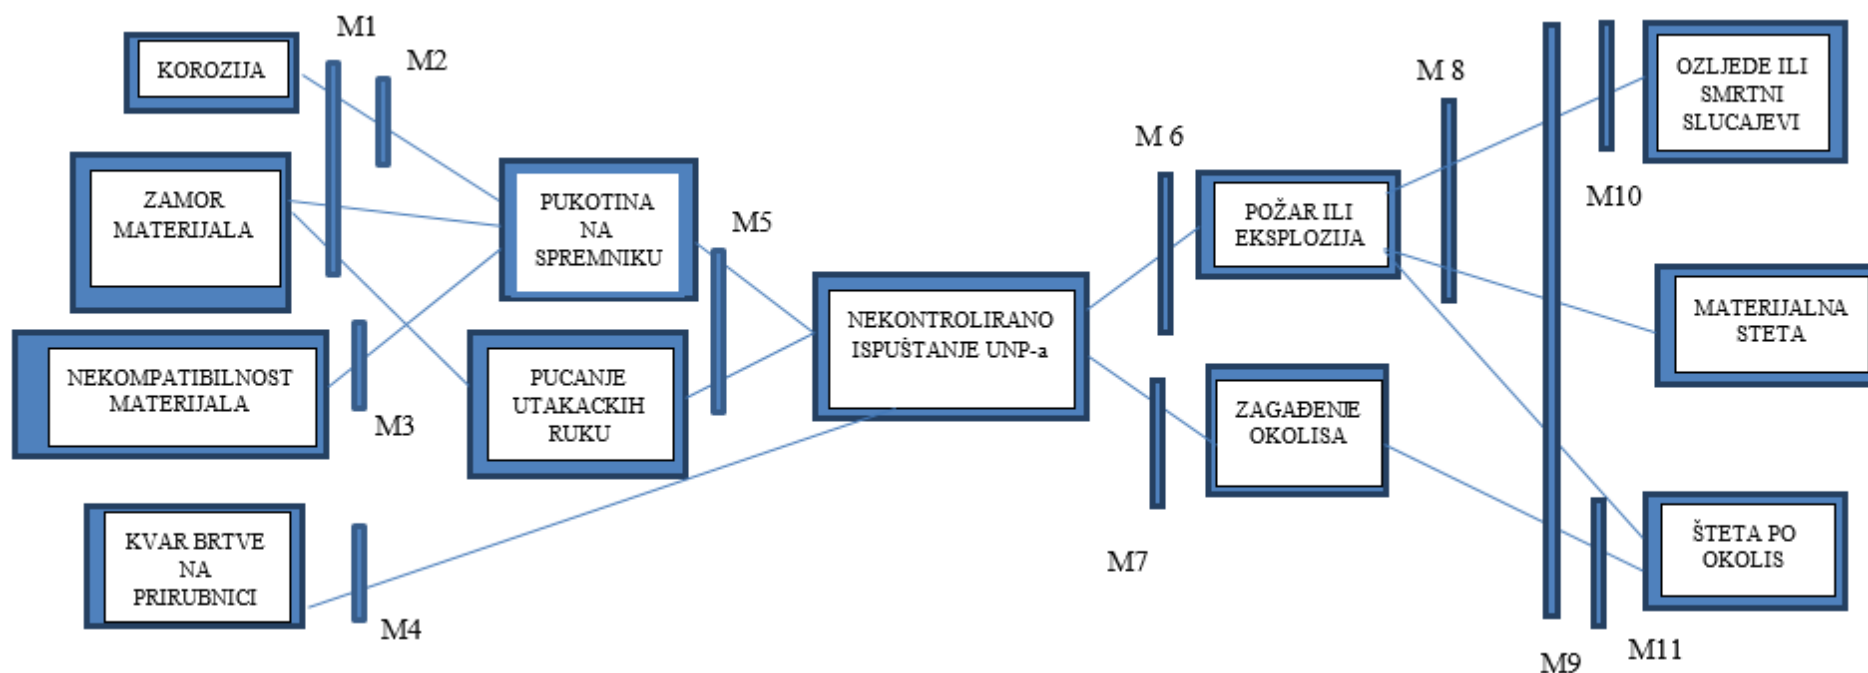 M1
M2
KOROZIJA
ZAMOR
MATERIJALA
NEKOMPATIBILNOST
MATERIJALA
M3
KVAR BRTVE
NA
PRIRUBNICI
M4
PUKOTINA
NA
SPREMNIKU
M5
PUCANJE
UTAKACKIH
RUKU
NEKONTROLIRANO
ISPUŠTANJE UNP-a
M 6
POŽAR ILI
EKSPLOZIJA
M7
ZAGAĐENJE
OKOLISA
M 8
M9
M10
OZLJEDE ILI
SMRTNI
SLUCAJEVI
MATERIJALNA
STETA
ŠTETA PO
OKOLIS
M11